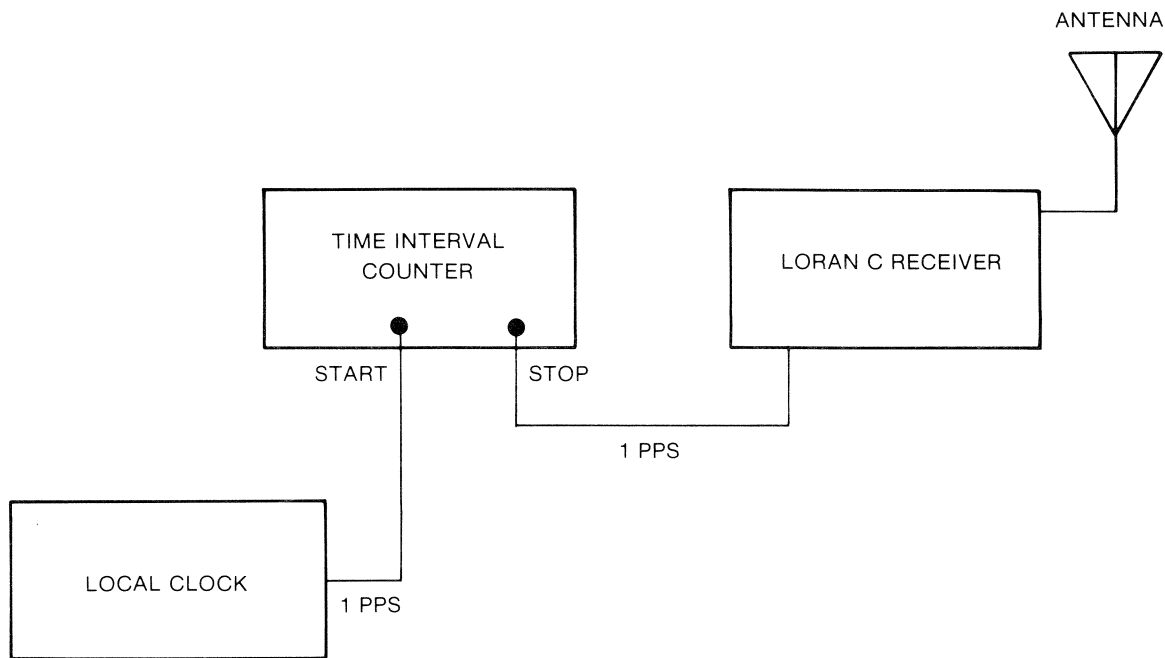 ANTENNA
TIME INTERVAL
COUNTER
LORAN C RECEIVER
START
STOP
1 PPS
LOCAL CLOCK
1 PPS